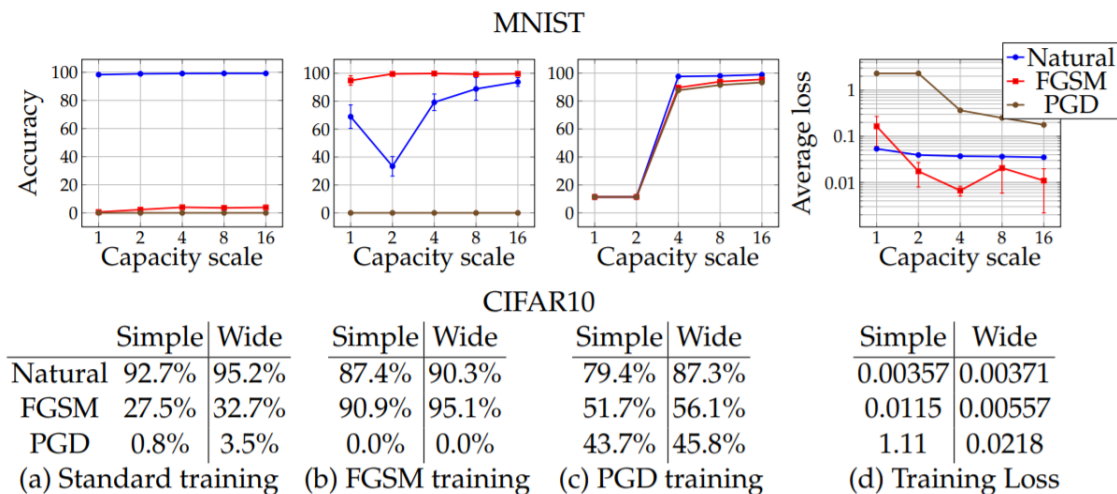 MNIST
Natural
FGSM
PGD
Accuracy
100
80
60
40
20
0
1 2 4 8 16
Capacity scale
100
80
60
40
20
0
1 2 4 8 16
Capacity scale
100
80
60
40
20
0
1 2 4 8 16
Capacity scale
Average loss
1
0.1
0.01
1 2 4 8 16
Capacity scale
CIFAR10
Simple Wide Simple Wide Simple Wide Simple Wide
Natural 92.7% 95.2% 87.4% 90.3% 79.4% 87.3% 0.00357 0.00371
FGSM 27.5% 32.7% 90.9% 95.1% 51.7% 56.1% 0.0115 0.00557
PGD 0.8% 3.5% 0.0% 0.0% 43.7% 45.8% 1.11 0.0218
(a) Standard training (b) FGSM training (c) PGD training (d) Training Loss